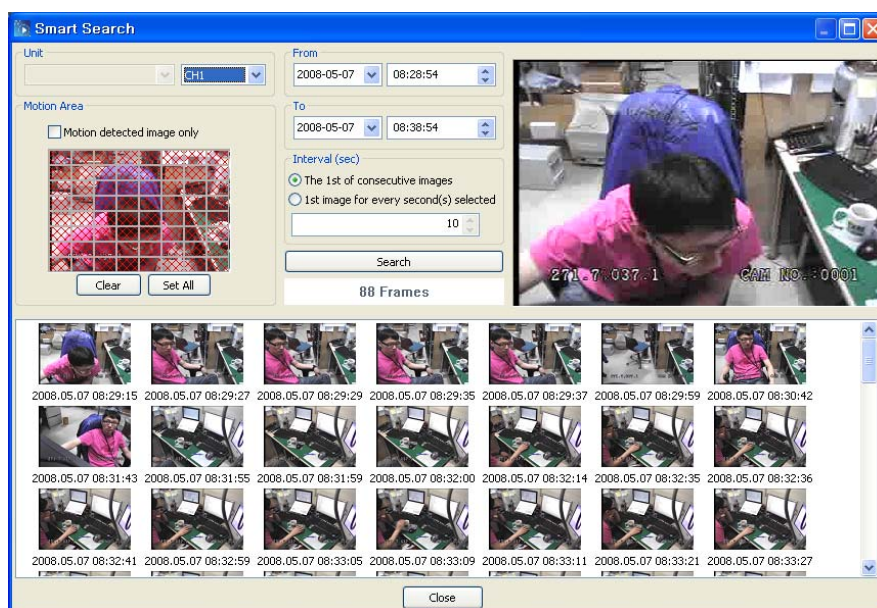 Smart Search
Unit
CH1
Motion Area
Motion detected image only
Clear
Set All
From
2008-05-07
08:28:54
To
2008-05-07
08:38:54
Interval (sec)
The 1st of consecutive images
1st image for every second(s) selected
10
Search
88 Frames
271.7.037.1 CAM NO.:0001
2008.05.07 08:29:15 2008.05.07 08:29:27 2008.05.07 08:29:29 2008.05.07 08:29:35 2008.05.07 08:29:37 2008.05.07 08:29:59 2008.05.07 08:30:42
2008.05.07 08:31:43 2008.05.07 08:31:55 2008.05.07 08:31:59 2008.05.07 08:32:00 2008.05.07 08:32:14 2008.05.07 08:32:35 2008.05.07 08:32:36
2008.05.07 08:32:41 2008.05.07 08:32:59 2008.05.07 08:33:05 2008.05.07 08:33:09 2008.05.07 08:33:11 2008.05.07 08:33:21 2008.05.07 08:33:27
Close